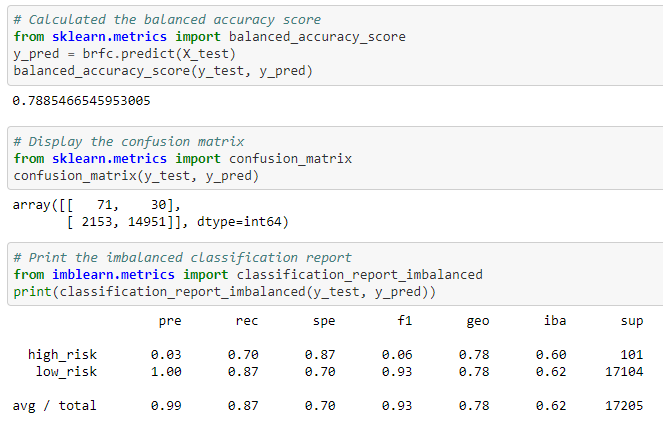 # Calculated the balanced accuracy score
from sklearn.metrics import balanced_accuracy_score
y_pred = brfc.predict(X_test)
balanced_accuracy_score(y_test, y_pred)
0.7885466545953005
# Display the confusion matrix
from sklearn.metrics import confusion_matrix
confusion_matrix(y_test, y_pred)
array([[   71,    30],
       [ 2153, 14951]], dtype=int64)
# Print the imbalanced classification report
from imblearn.metrics import classification_report_imbalanced
print(classification_report_imbalanced(y_test, y_pred))
                   pre       rec       spe        f1       geo       iba       sup
  high_risk       0.03      0.70      0.87      0.06      0.78      0.60       101
   low_risk       1.00      0.87      0.70      0.93      0.78      0.62     17104
avg / total       0.99      0.87      0.70      0.93      0.78      0.62     17205